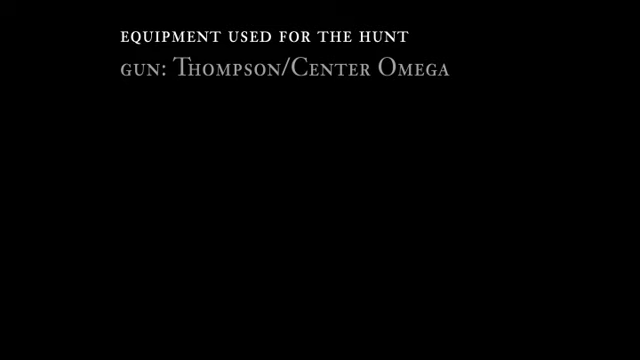 EQUIPMENT USED FOR THE HUNT
GUN: THOMPSON/CENTER OMEGA